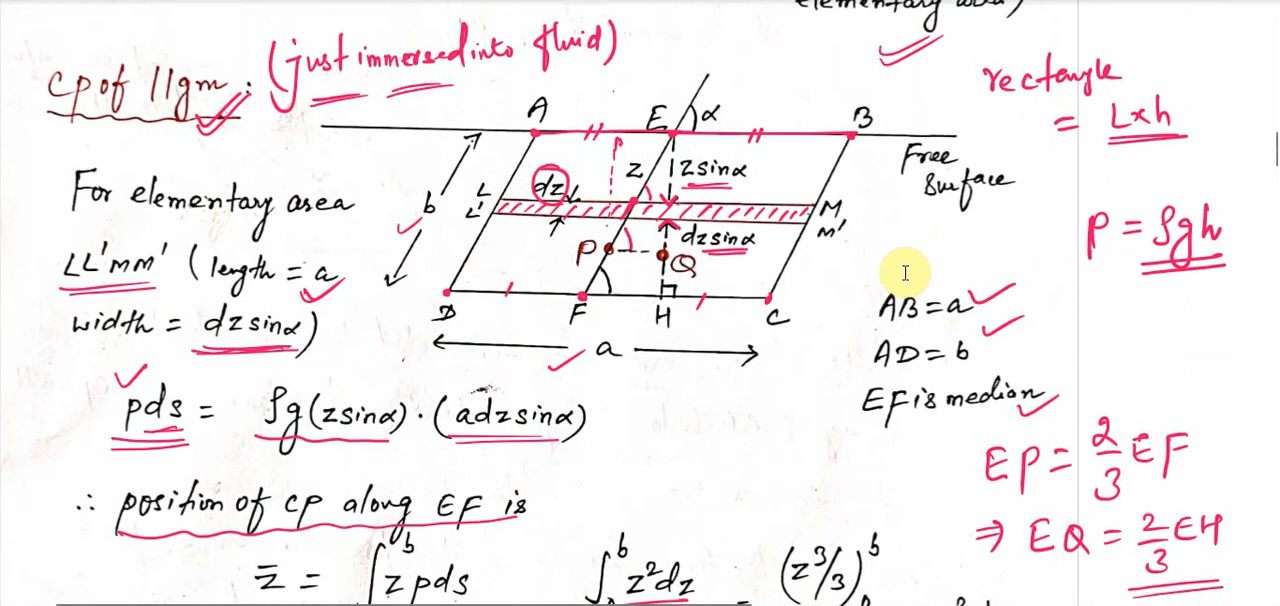 elementary area)
CP of ||gm : (just immersed into fluid)
rectangle
= L×h
A E α B
Free Surface
For elementary area
b
L dz z zsinα M
L' dzsinα M'
P Q
LL'MM' (length = a
width = dzsinα)
P = ρgh
D F H C
a
AB = a
AD = b
EF is median
pds = ρg(zsinα)·(adzsinα)
EP = 2/3 EF
⇒ EQ = 2/3 EH
∴ position of CP along EF is
z̄ = ∫^b z pds ∫^b z²dz (z³/3)^b